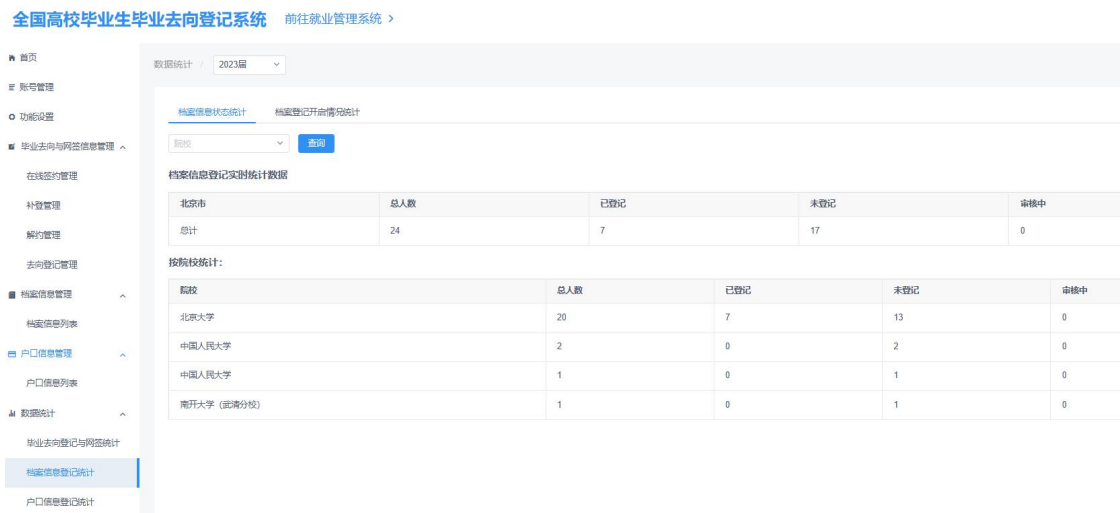 全国高校毕业生毕业去向登记系统 前往就业管理系统 >
首页
账号管理
功能设置
毕业去向与网签信息管理
在线签约管理
补登管理
解约管理
去向登记管理
档案信息管理
档案信息列表
户口信息管理
户口信息列表
数据统计
毕业去向登记与网签统计
档案信息登记统计
户口信息登记统计
数据统计 / 2023届
档案信息状态统计 档案登记开启情况统计
院校 查询
档案信息登记实时统计数据
北京市 总人数 已登记 未登记 审核中
总计 24 7 17 0
按院校统计：
院校 总人数 已登记 未登记 审核中
北京大学 20 7 13 0
中国人民大学 2 0 2 0
中国人民大学 1 0 1 0
南开大学（武清分校） 1 0 1 0